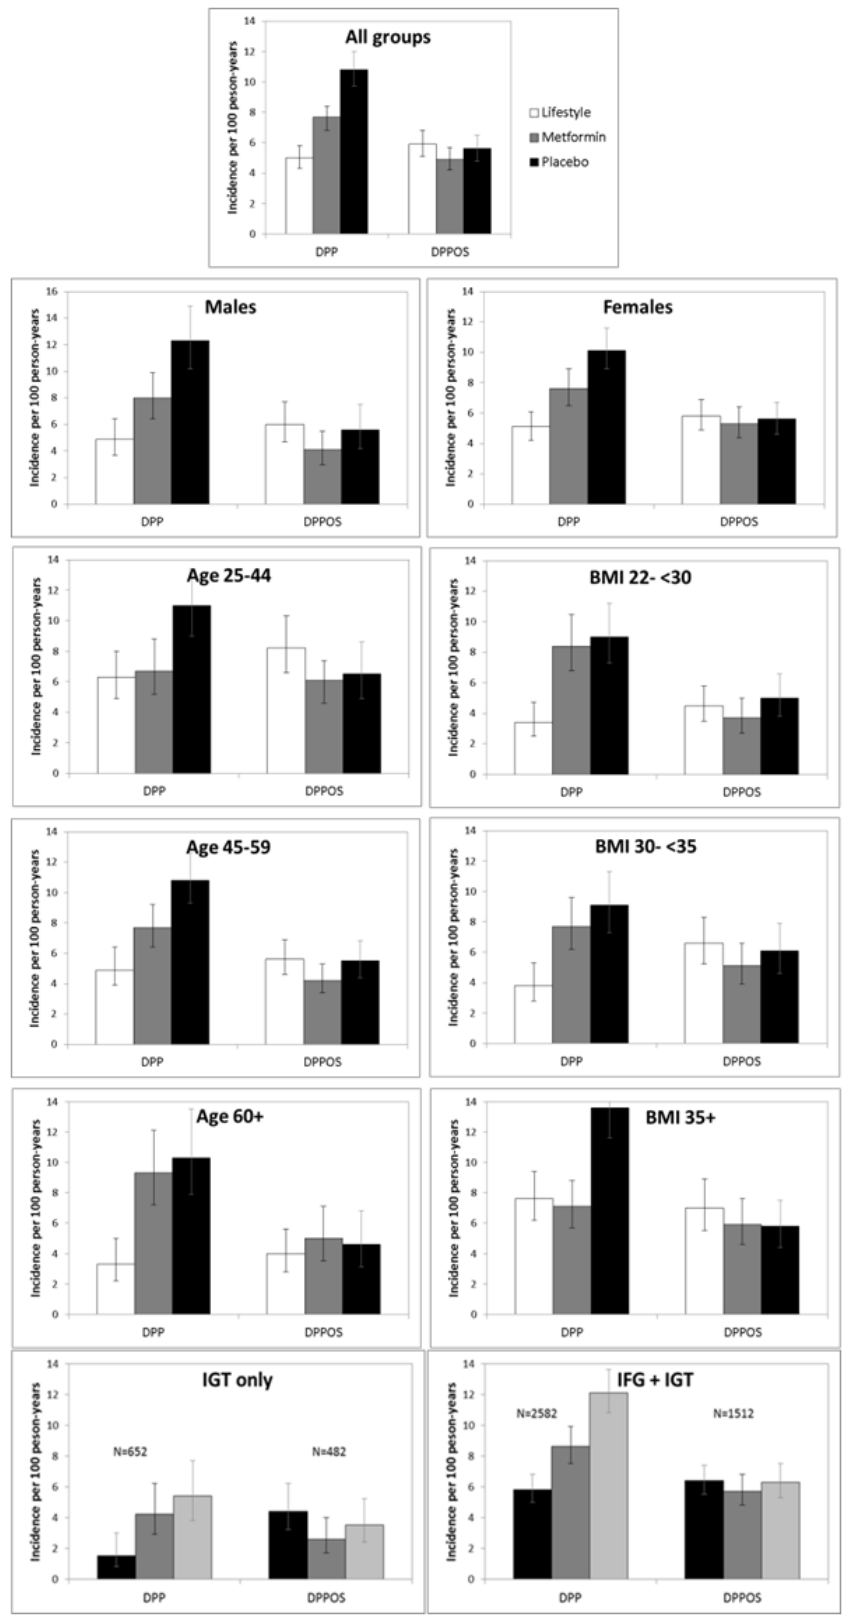 All groups
Incidence per 100 peson-years
14
12
10
8
6
4
2
0
DPP DPPOS
Lifestyle
Metformin
Placebo
Males
Incidence per 100 person-years
16
14
12
10
8
6
4
2
0
DPP DPPOS
Females
Incidence per 100 person-years
14
12
10
8
6
4
2
0
DPP DPPOS
Age 25-44
Incidence per 100 person-years
14
12
10
8
6
4
2
0
DPP DPPOS
BMI 22- <30
Incidence per 100 person-years
14
12
10
8
6
4
2
0
DPP DPPOS
Age 45-59
Incidence per 100 person-years
14
12
10
8
6
4
2
0
DPP DPPOS
BMI 30- <35
Incidence per 100 person-years
14
12
10
8
6
4
2
0
DPP DPPOS
Age 60+
Incidence per 100 person-years
14
12
10
8
6
4
2
0
DPP DPPOS
BMI 35+
Incidence per 100 person-years
14
12
10
8
6
4
2
0
DPP DPPOS
IGT only
Incidence per 100 peson-years
14
12
10
8
6
4
2
0
N=652 N=482
DPP DPPOS
IFG + IGT
Incidence per 100 peson-years
14
12
10
8
6
4
2
0
N=2582 N=1512
DPP DPPOS